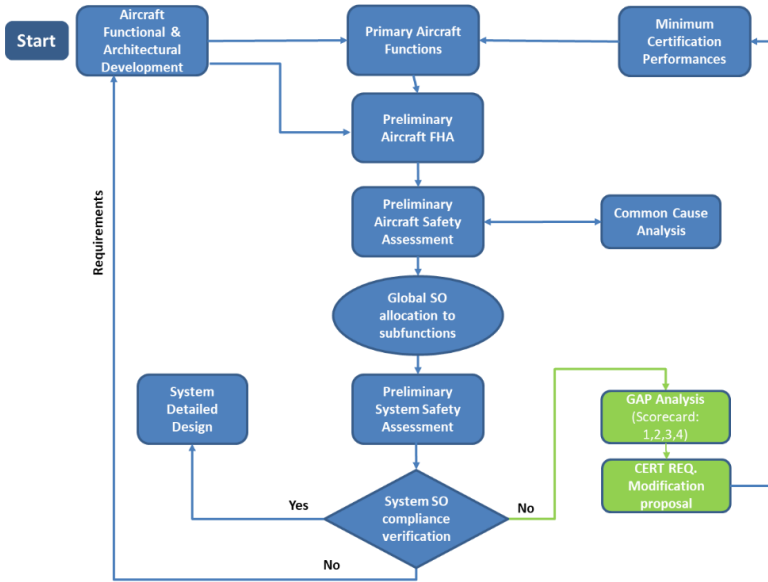 Start
Aircraft
Functional &
Architectural
Development
Primary Aircraft
Functions
Minimum
Certification
Performances
Preliminary
Aircraft FHA
Preliminary
Aircraft Safety
Assessment
Common Cause
Analysis
Requirements
Global SO
allocation to
subfunctions
System
Detailed
Design
Preliminary
System Safety
Assessment
GAP Analysis
(Scorecard:
1,2,3,4)
CERT REQ.
Modification
proposal
Yes
System SO
compliance
verification
No
No